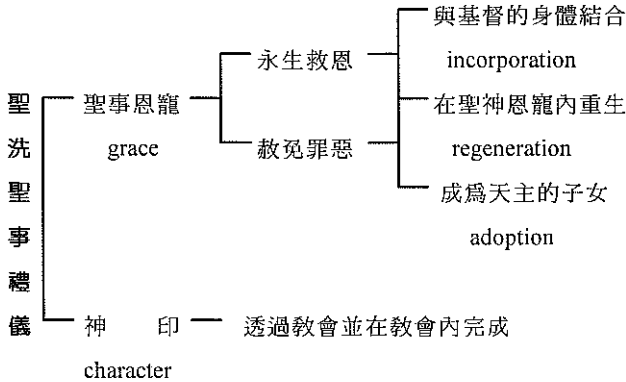 聖洗聖事禮儀
聖事恩寵
grace
永生救恩
赦免罪惡
與基督的身體結合
incorporation
在聖神恩寵內重生
regeneration
成爲天主的子女
adoption
神 印
character
透過教會並在教會內完成